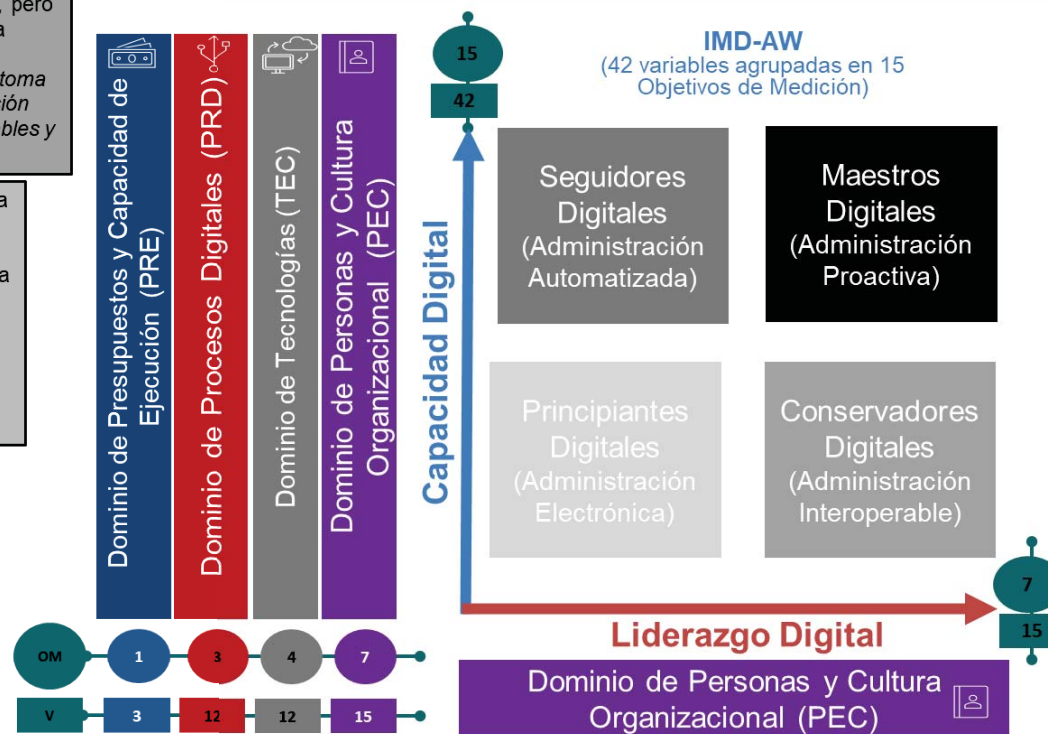 , pero
a
toma
ción
ables y
a
a
Dominio de Presupuestos y Capacidad de
Ejecución (PRE)
Dominio de Procesos Digitales (PRD)
Dominio de Tecnologías (TEC)
Dominio de Personas y Cultura
Organizacional (PEC)
OM
1
3
4
7
V
3
12
12
15
15
42
IMD-AW
(42 variables agrupadas en 15
Objetivos de Medición)
Capacidad Digital
Seguidores
Digitales
(Administración
Automatizada)
Maestros
Digitales
(Administración
Proactiva)
Principiantes
Digitales
(Administración
Electrónica)
Conservadores
Digitales
(Administración
Interoperable)
7
15
Liderazgo Digital
Dominio de Personas y Cultura
Organizacional (PEC)